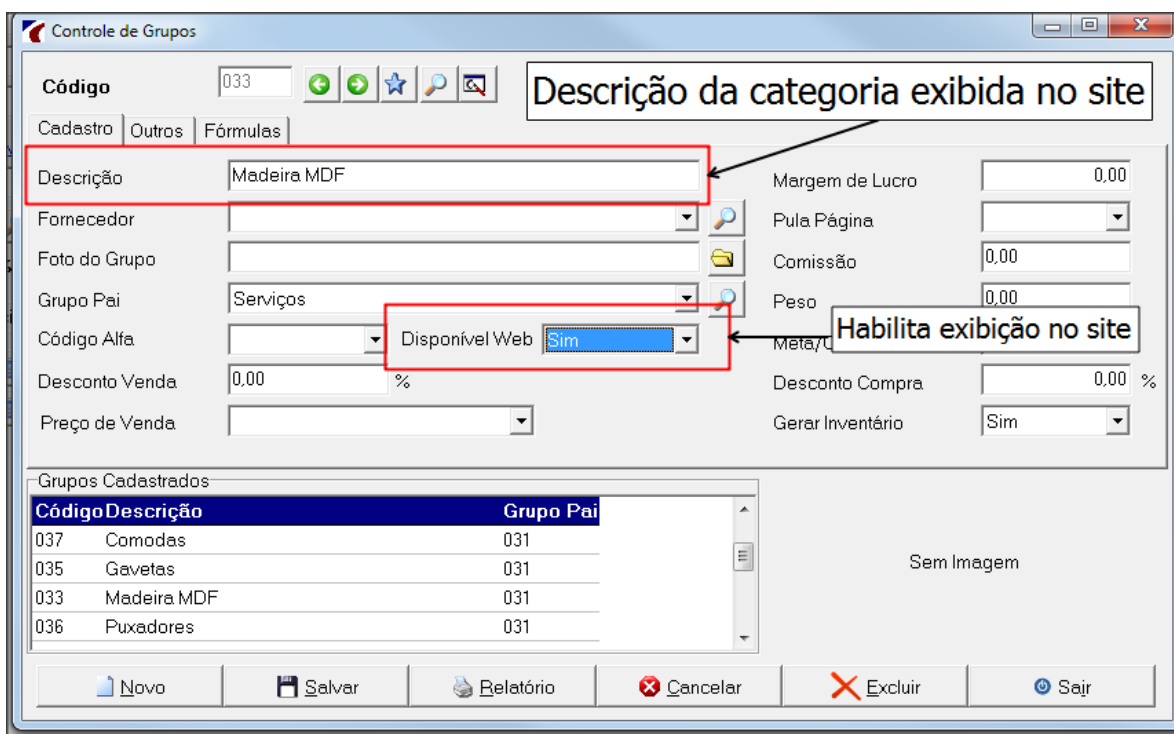 Controle de Grupos
Código 033
Descrição da categoria exibida no site
Cadastro Outros Fórmulas
Descrição Madeira MDF Margem de Lucro 0,00
Fornecedor Pula Página
Foto do Grupo Comissão 0,00
Grupo Pai Serviços Peso 0,00
Habilita exibição no site
Código Alfa Disponível Web Sim
Desconto Venda 0,00 % Desconto Compra 0,00 %
Preço de Venda Gerar Inventário Sim
Grupos Cadastrados
Código Descrição Grupo Pai
037 Comodas 031
035 Gavetas 031
033 Madeira MDF 031
036 Puxadores 031
Sem Imagem
Novo Salvar Relatório Cancelar Excluir Sair